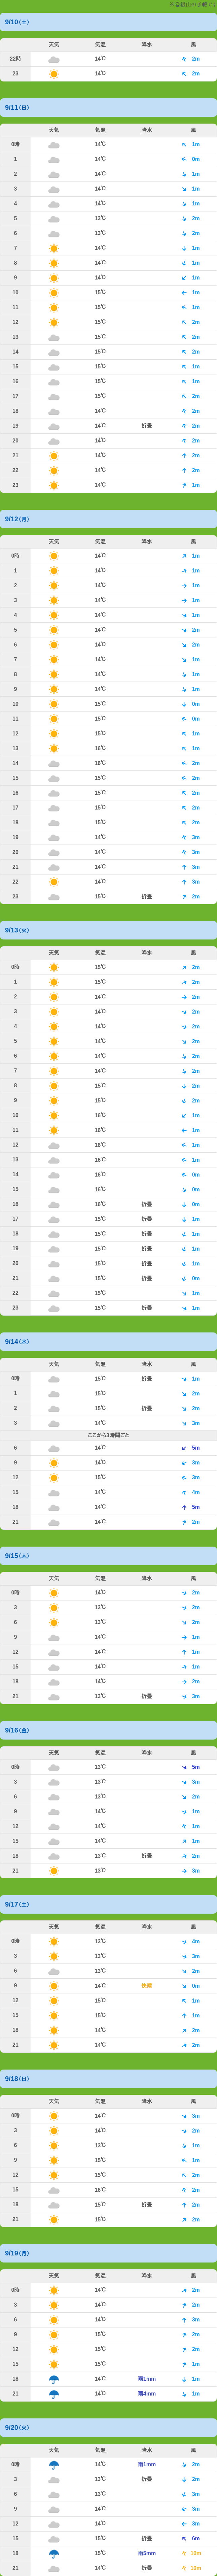 9/10(土)
天気 気温 降水 風
22時 14℃ 2m
23 14℃ 2m
9/11(日)
天気 気温 降水 風
0時 14℃ 1m
1 14℃ 0m
2 14℃ 1m
3 14℃ 1m
4 14℃ 1m
5 13℃ 2m
6 13℃ 2m
7 14℃ 1m
8 14℃ 1m
9 14℃ 1m
10 15℃ 1m
11 15℃ 1m
12 15℃ 2m
13 15℃ 2m
14 15℃ 2m
15 15℃ 1m
16 15℃ 1m
17 15℃ 2m
18 14℃ 2m
19 14℃ 折畳 2m
20 14℃ 2m
21 14℃ 2m
22 14℃ 2m
23 14℃ 1m
9/12(月)
天気 気温 降水 風
0時 14℃ 1m
1 14℃ 1m
2 14℃ 1m
3 14℃ 1m
4 14℃ 1m
5 14℃ 2m
6 14℃ 2m
7 14℃ 1m
8 14℃ 1m
9 14℃ 1m
10 15℃ 0m
11 15℃ 0m
12 15℃ 1m
13 16℃ 1m
14 16℃ 2m
15 15℃ 2m
16 15℃ 2m
17 15℃ 2m
18 15℃ 2m
19 14℃ 3m
20 14℃ 3m
21 14℃ 3m
22 14℃ 3m
23 15℃ 折畳 2m
9/13(火)
天気 気温 降水 風
0時 15℃ 2m
1 15℃ 2m
2 15℃ 2m
3 14℃ 2m
4 14℃ 2m
5 14℃ 2m
6 14℃ 2m
7 14℃ 2m
8 15℃ 2m
9 15℃ 2m
10 16℃ 1m
11 16℃ 1m
12 16℃ 1m
13 16℃ 1m
14 16℃ 0m
15 16℃ 0m
16 16℃ 折畳 0m
17 15℃ 折畳 1m
18 15℃ 折畳 1m
19 15℃ 折畳 1m
20 15℃ 折畳 1m
21 15℃ 折畳 0m
22 15℃ 1m
23 15℃ 折畳 1m
9/14(水)
天気 気温 降水 風
0時 15℃ 折畳 1m
1 15℃ 2m
2 15℃ 折畳 2m
3 14℃ 3m
ここから3時間ごと
6 14℃ 5m
9 15℃ 3m
12 15℃ 3m
15 14℃ 4m
18 14℃ 5m
21 14℃ 2m
9/15(木)
天気 気温 降水 風
0時 14℃ 2m
3 14℃ 2m
6 14℃ 2m
9 14℃ 1m
12 14℃ 1m
15 14℃ 1m
18 14℃ 2m
21 13℃ 折畳 3m
9/16(金)
天気 気温 降水 風
0時 13℃ 5m
3 13℃ 3m
6 13℃ 2m
9 14℃ 1m
12 14℃ 1m
15 14℃ 1m
18 13℃ 折畳 2m
21 13℃ 3m
9/17(土)
天気 気温 降水 風
0時 13℃ 4m
3 13℃ 3m
6 13℃ 2m
9 14℃ 快晴 0m
12 15℃ 1m
15 15℃ 1m
18 14℃ 2m
21 14℃ 2m
9/18(日)
天気 気温 降水 風
0時 14℃ 3m
3 14℃ 2m
6 13℃ 1m
9 15℃ 1m
12 15℃ 2m
15 16℃ 2m
18 15℃ 折畳 2m
21 15℃ 2m
9/19(月)
天気 気温 降水 風
0時 14℃ 2m
3 14℃ 2m
6 14℃ 3m
9 15℃ 2m
12 15℃ 2m
15 15℃ 1m
18 14℃ 雨1mm 1m
21 14℃ 雨4mm 1m
9/20(火)
天気 気温 降水 風
0時 14℃ 雨1mm 2m
3 13℃ 折畳 2m
6 13℃ 3m
9 14℃ 3m
12 14℃ 3m
15 15℃ 折畳 6m
18 15℃ 雨5mm 10m
21 14℃ 折畳 10m